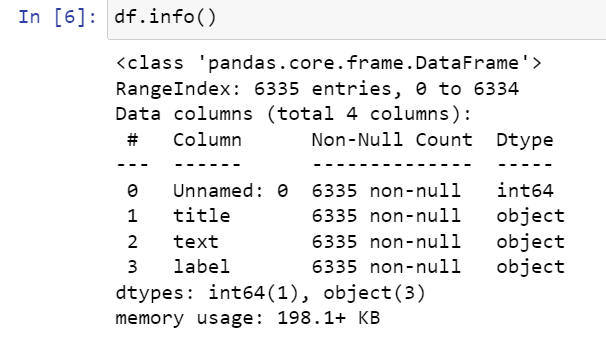 In [6]: df.info()
<class 'pandas.core.frame.DataFrame'>
RangeIndex: 6335 entries, 0 to 6334
Data columns (total 4 columns):
 #   Column      Non-Null Count  Dtype
---  ------      --------------  -----
 0   Unnamed: 0  6335 non-null   int64
 1   title       6335 non-null   object
 2   text        6335 non-null   object
 3   label       6335 non-null   object
dtypes: int64(1), object(3)
memory usage: 198.1+ KB